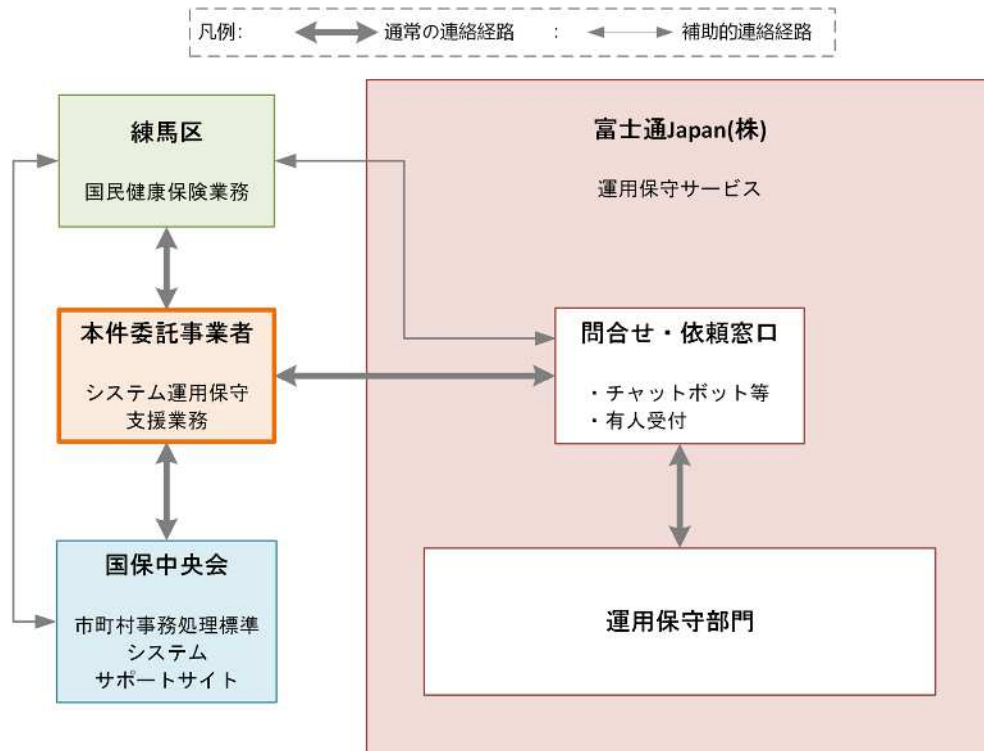 凡例: 通常の連絡経路 : 補助的連絡経路
練馬区
国民健康保険業務
富士通Japan(株)
運用保守サービス
本件委託事業者
システム運用保守
支援業務
問合せ・依頼窓口
・チャットボット等
・有人受付
国保中央会
市町村事務処理標準
システム
サポートサイト
運用保守部門